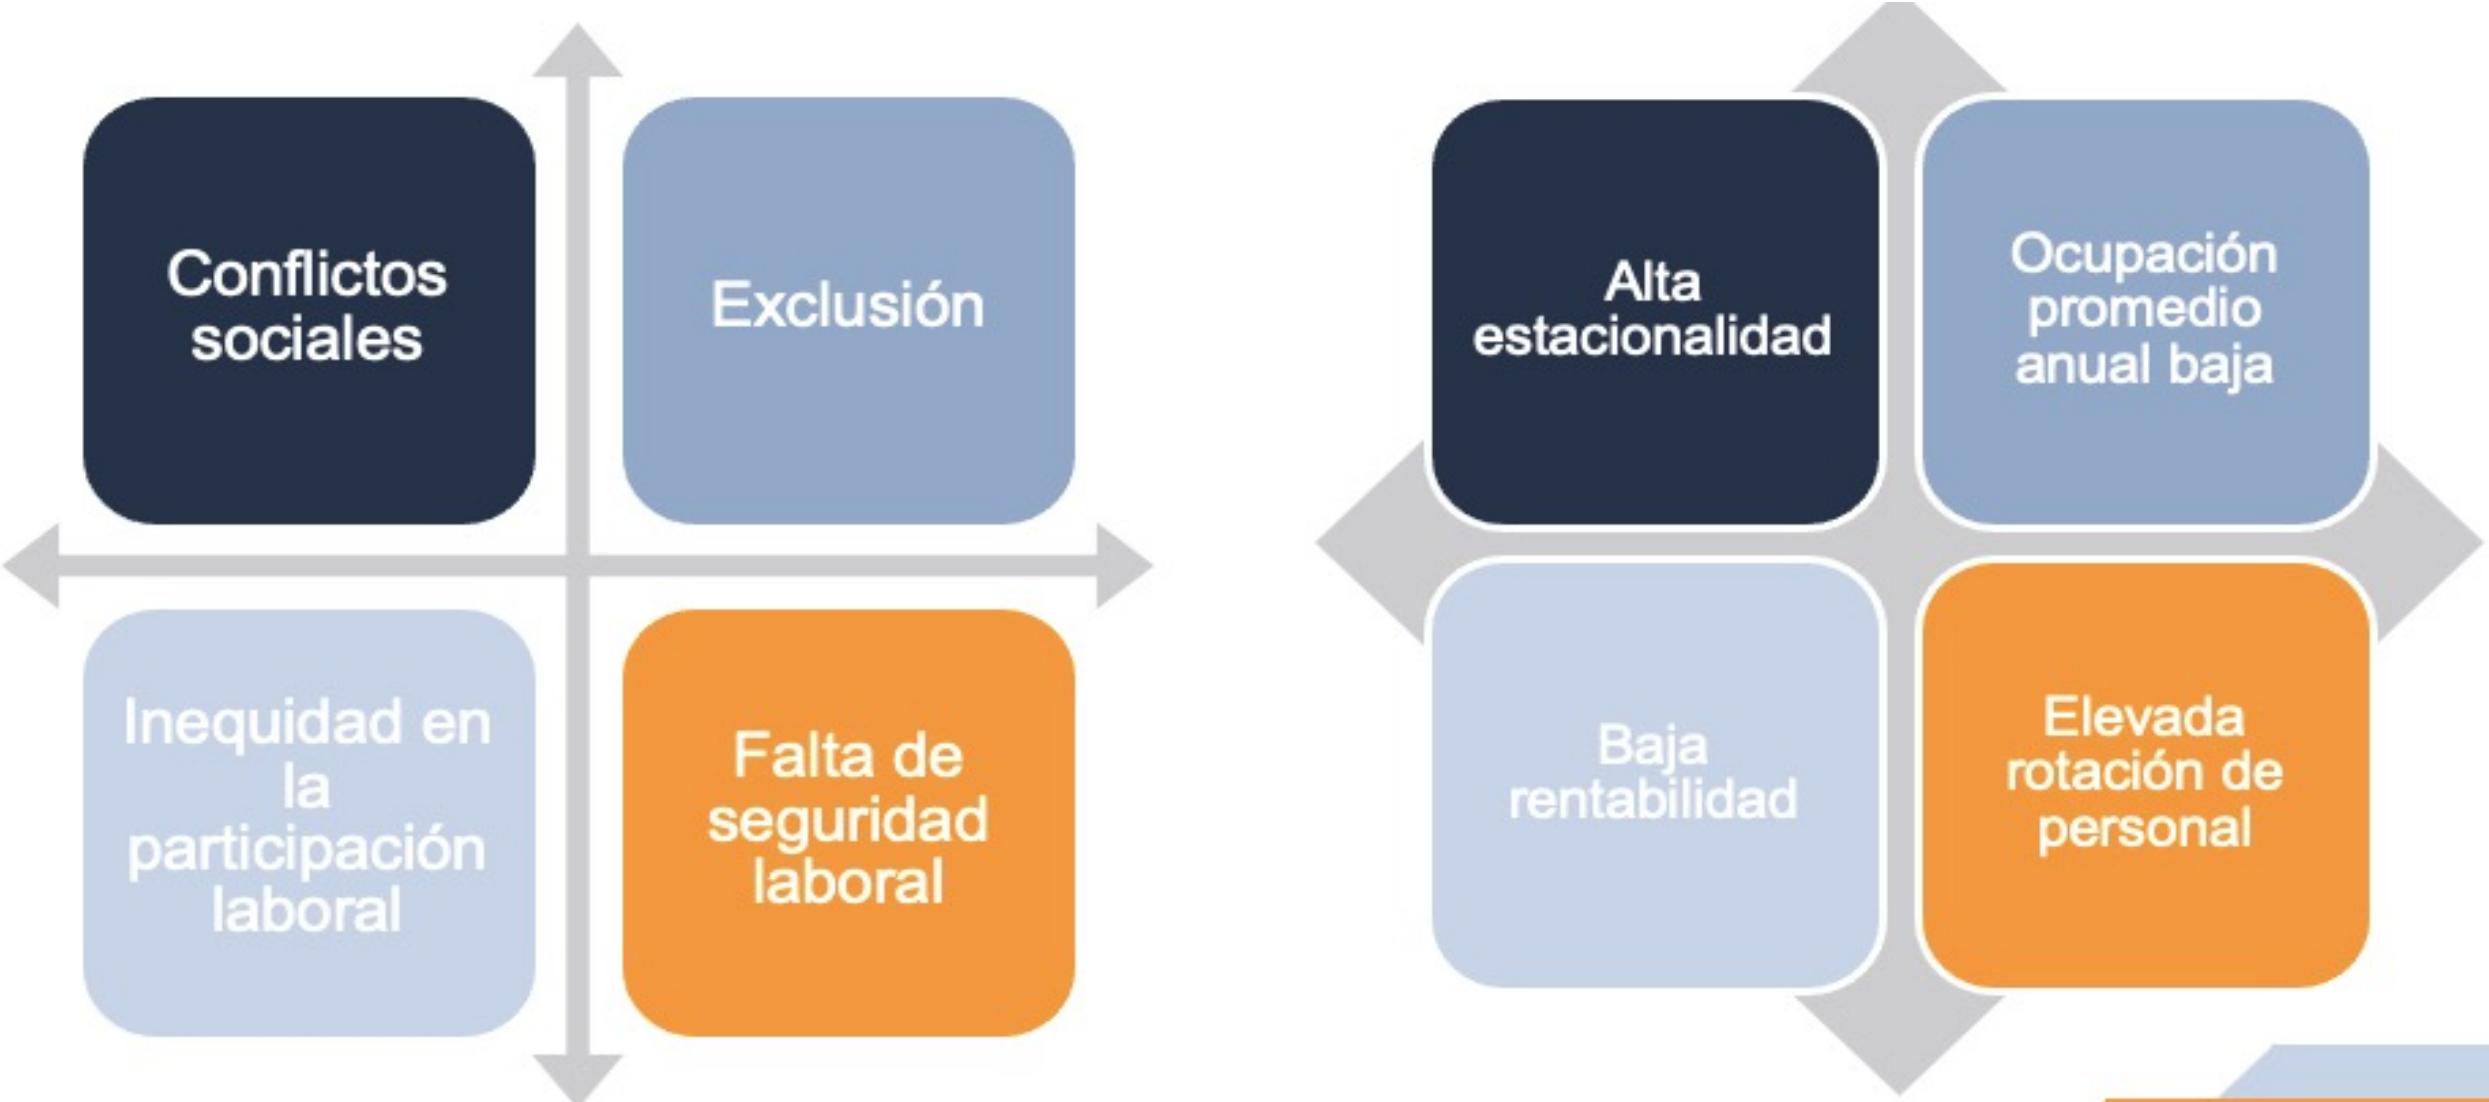 Conflictos
sociales
Exclusión
Inequidad en
la
participación
laboral
Falta de
seguridad
laboral
Alta
estacionalidad
Ocupación
promedio
anual baja
Baja
rentabilidad
Elevada
rotación de
personal